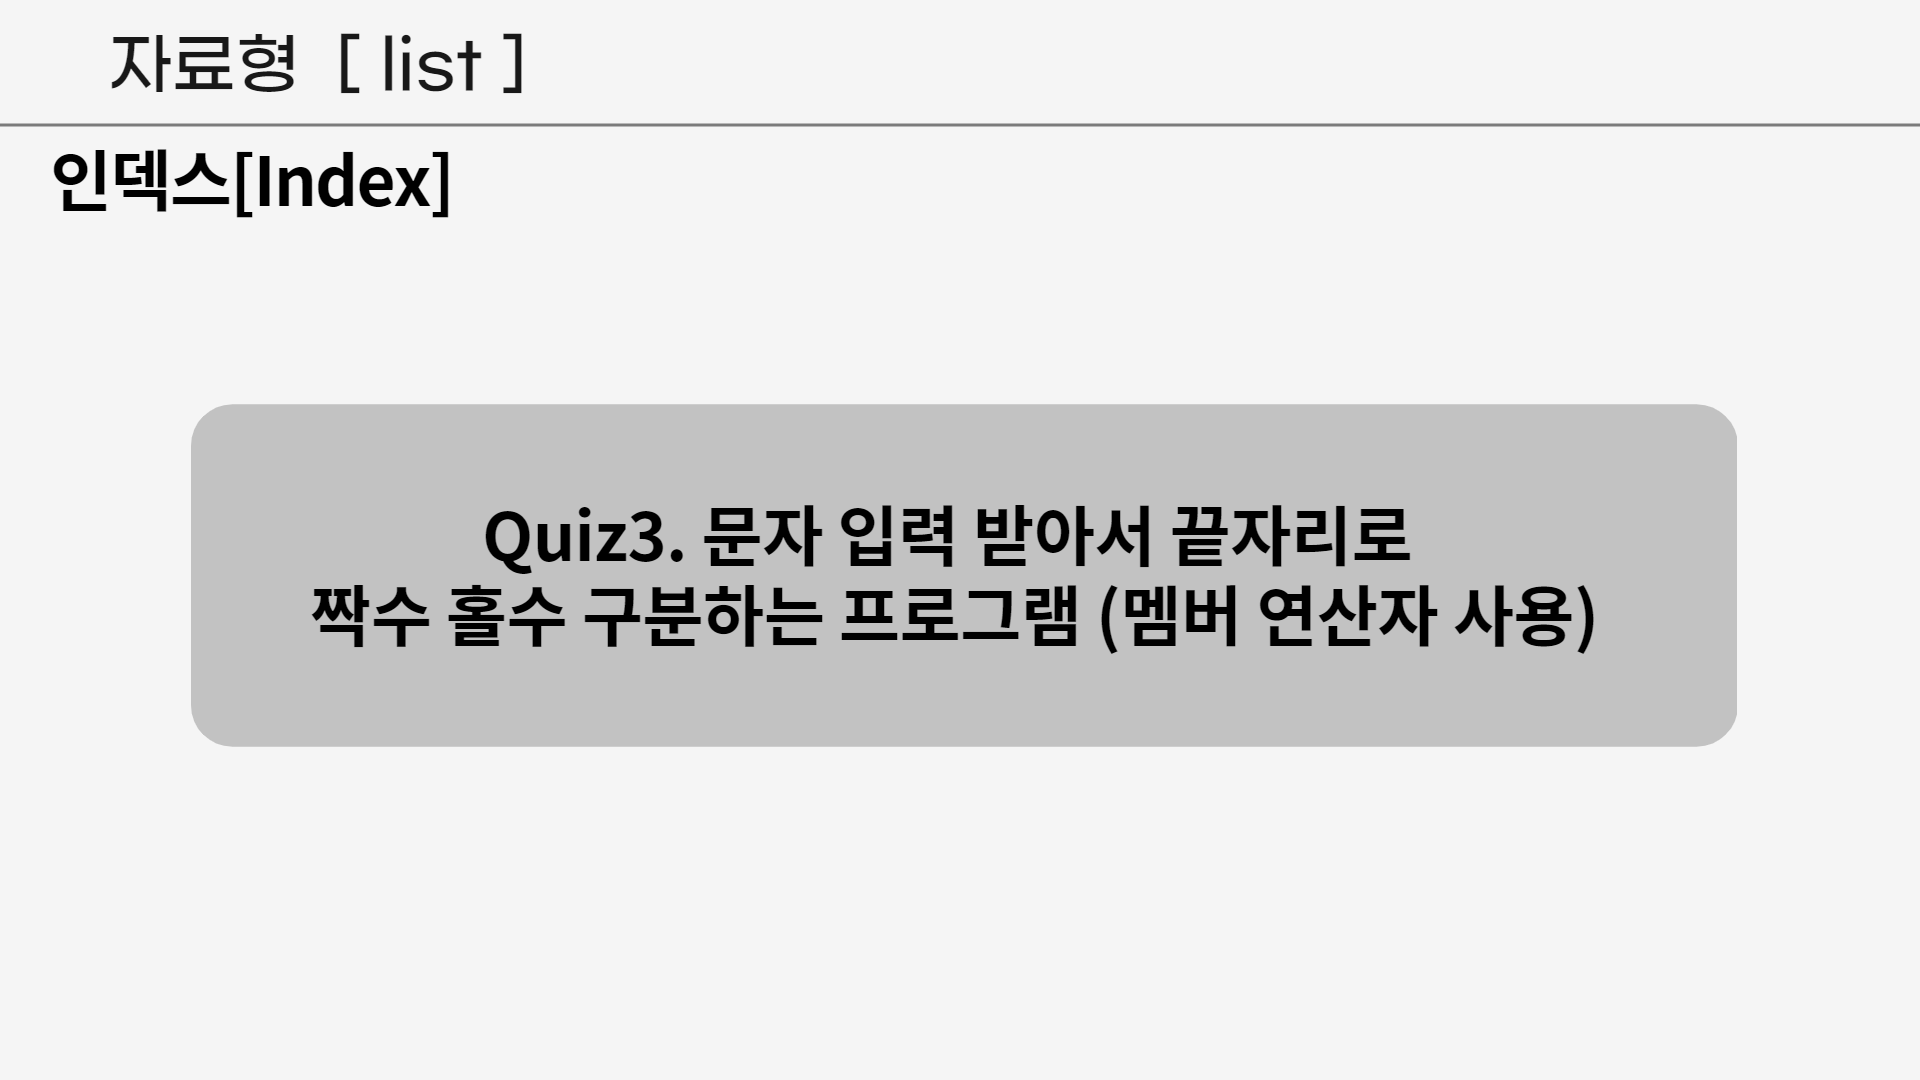 자료형 [ list ]
인덱스[Index]
Quiz3. 문자 입력 받아서 끝자리로
짝수 홀수 구분하는 프로그램 (멤버 연산자 사용)